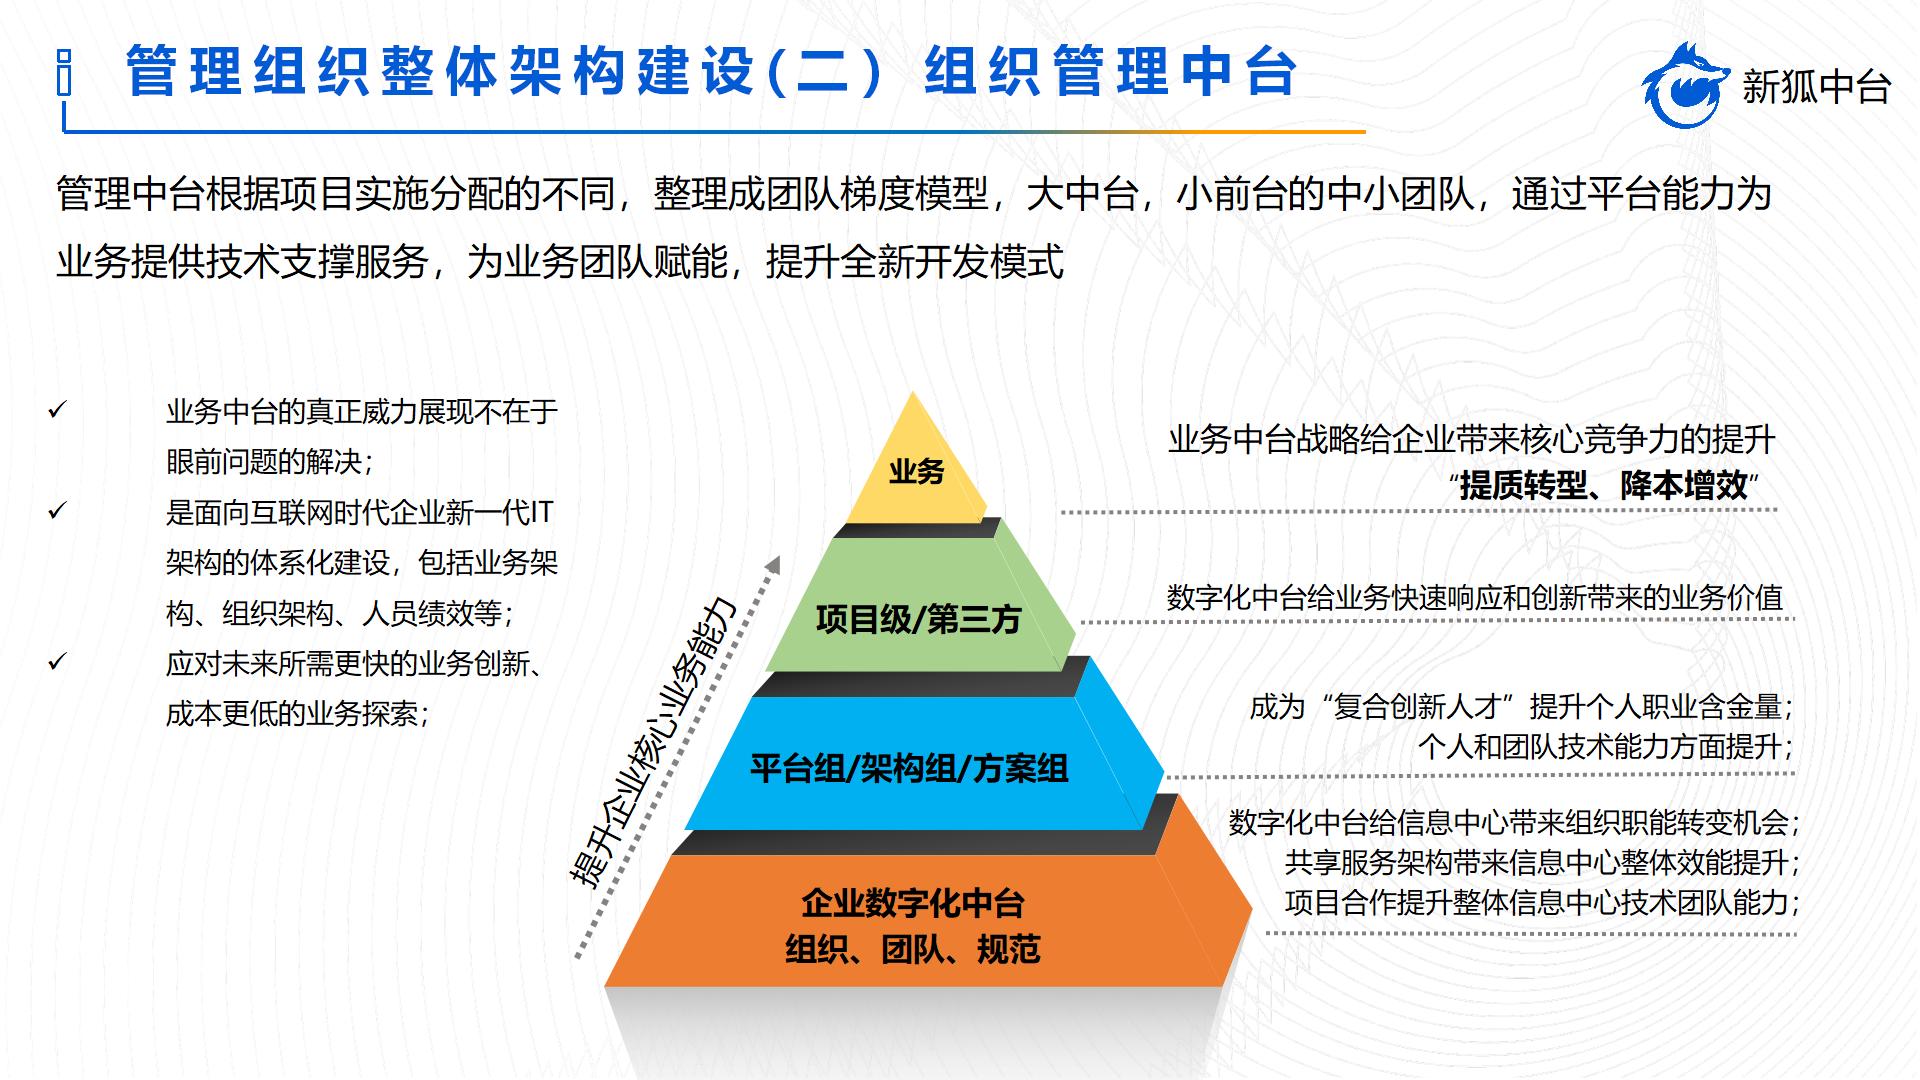 管理组织整体架构建设(二) 组织管理中台
新狐中台
管理中台根据项目实施分配的不同，整理成团队梯度模型，大中台，小前台的中小团队，通过平台能力为
业务提供技术支撑服务，为业务团队赋能，提升全新开发模式
✓ 业务中台的真正威力展现不在于
眼前问题的解决；
✓ 是面向互联网时代企业新一代IT
架构的体系化建设，包括业务架
构、组织架构、人员绩效等；
✓ 应对未来所需更快的业务创新、
成本更低的业务探索；
提升企业核心业务能力
业务
项目级/第三方
平台组/架构组/方案组
企业数字化中台
组织、团队、规范
业务中台战略给企业带来核心竞争力的提升
“提质转型、降本增效”
数字化中台给业务快速响应和创新带来的业务价值
成为“复合创新人才”提升个人职业含金量；
个人和团队技术能力方面提升；
数字化中台给信息中心带来组织职能转变机会；
共享服务架构带来信息中心整体效能提升；
项目合作提升整体信息中心技术团队能力；